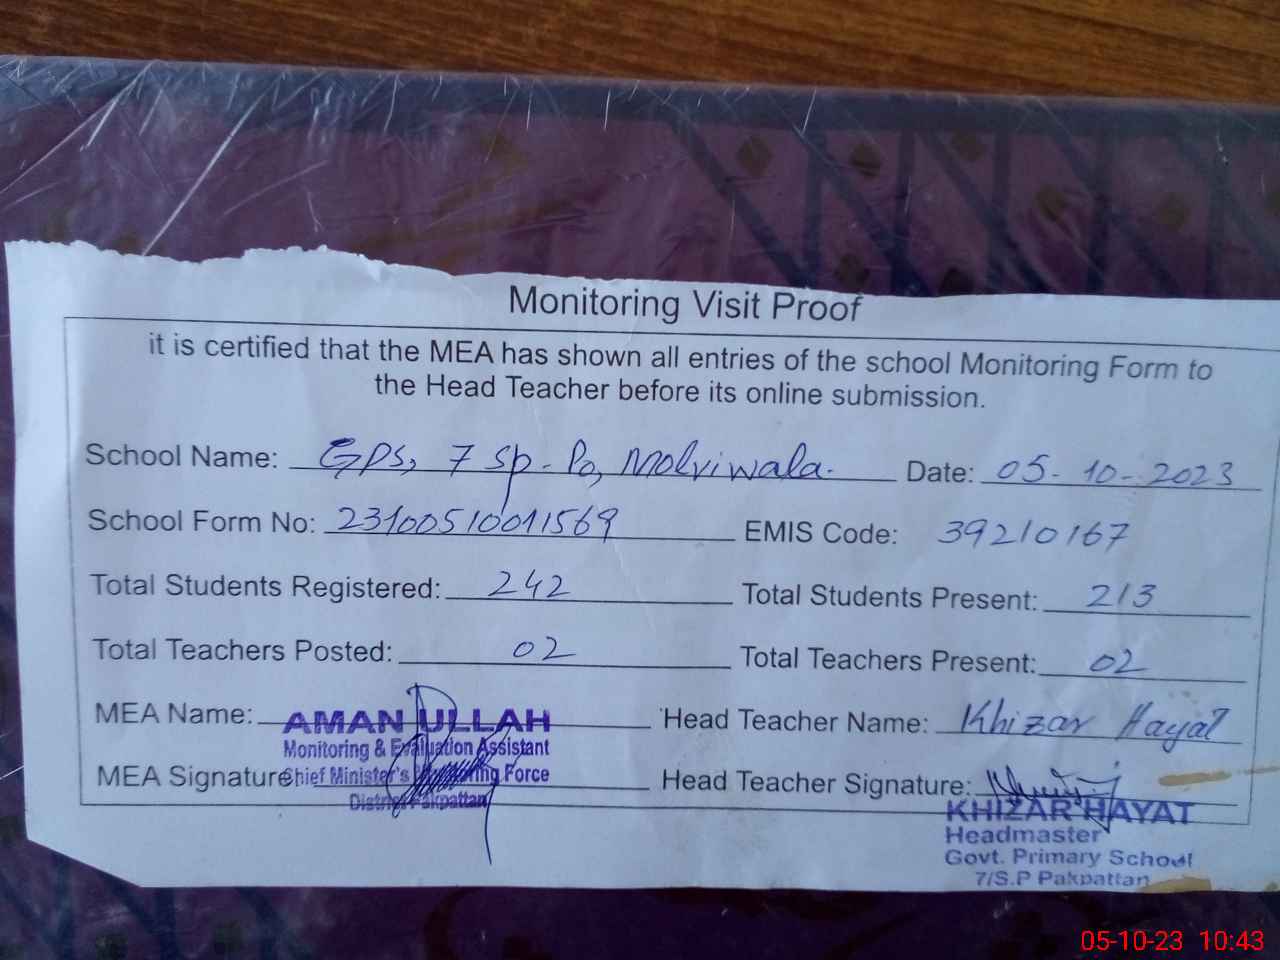 Monitoring Visit Proof
it is certified that the MEA has shown all entries of the school Monitoring Form to
the Head Teacher before its online submission.
School Name: GPS, 7 sp. Po, Molviwala. Date: 05-10-2023
School Form No: 23100510011569 EMIS Code: 39210167
Total Students Registered: 242 Total Students Present: 213
Total Teachers Posted: 02 Total Teachers Present: 02
MEA Name: AMAN ULLAH Head Teacher Name: Khizar Hayat
Monitoring & Evaluation Assistant
MEA Signature: Chief Minister's Monitoring Force Head Teacher Signature:
District Pakpattan
KHIZAR HAYAT
Headmaster
Govt. Primary School
7/S.P Pakpattan
05-10-23 10:43